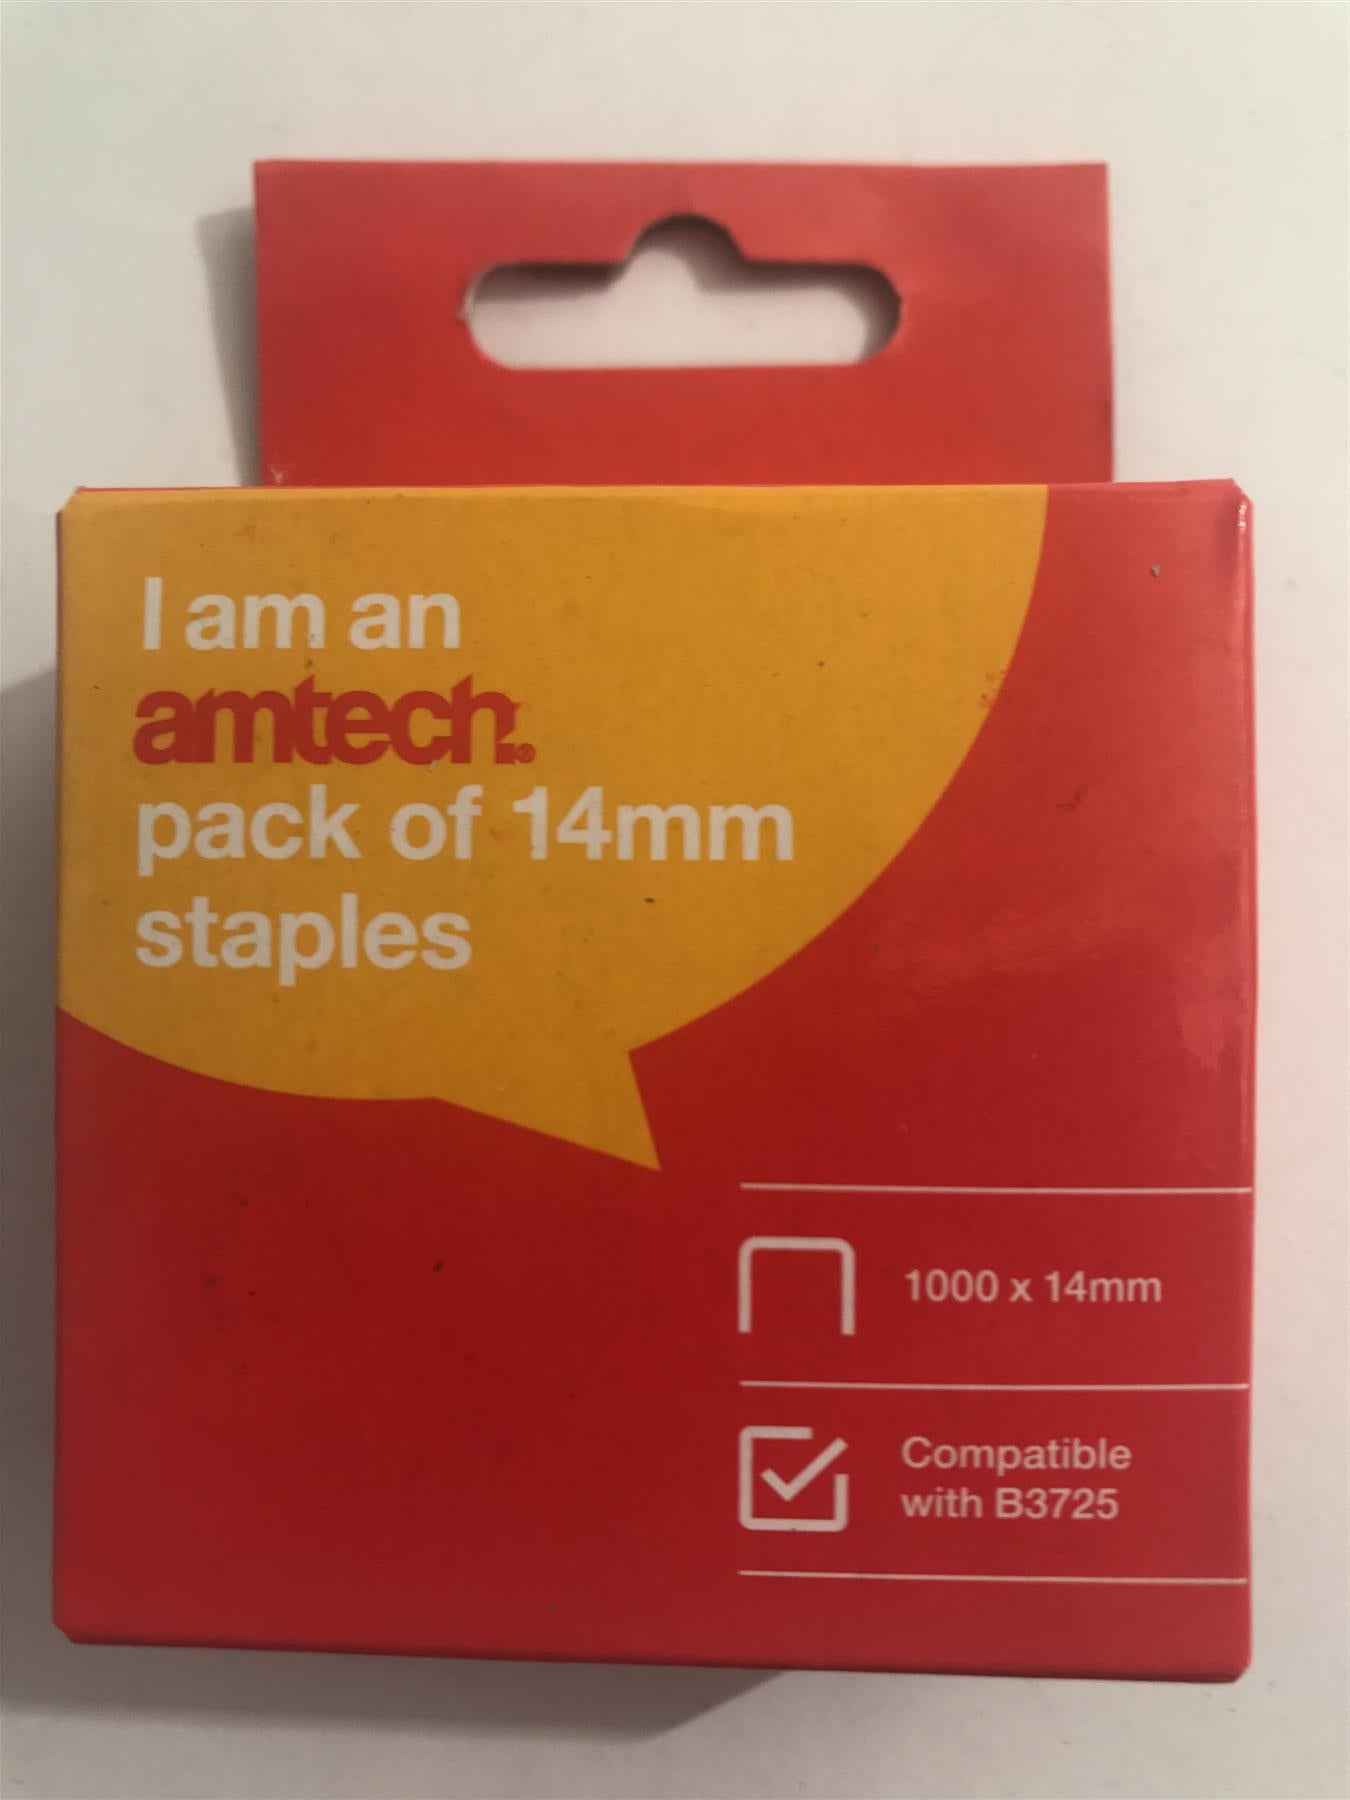 I am an
amtech®
pack of 14mm
staples
1000 x 14mm
Compatible
with B3725